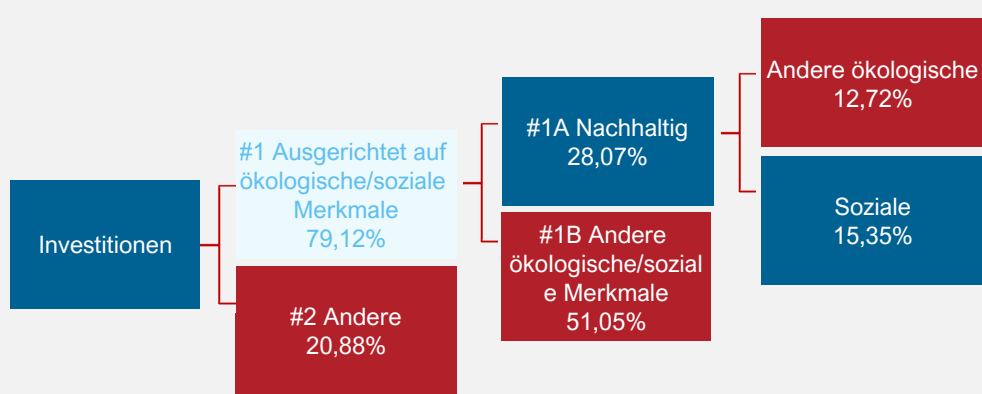 Investitionen
#1 Ausgerichtet auf
ökologische/soziale
Merkmale
79,12%
#2 Andere
20,88%
#1A Nachhaltig
28,07%
#1B Andere
ökologische/sozial
e Merkmale
51,05%
Andere ökologische
12,72%
Soziale
15,35%